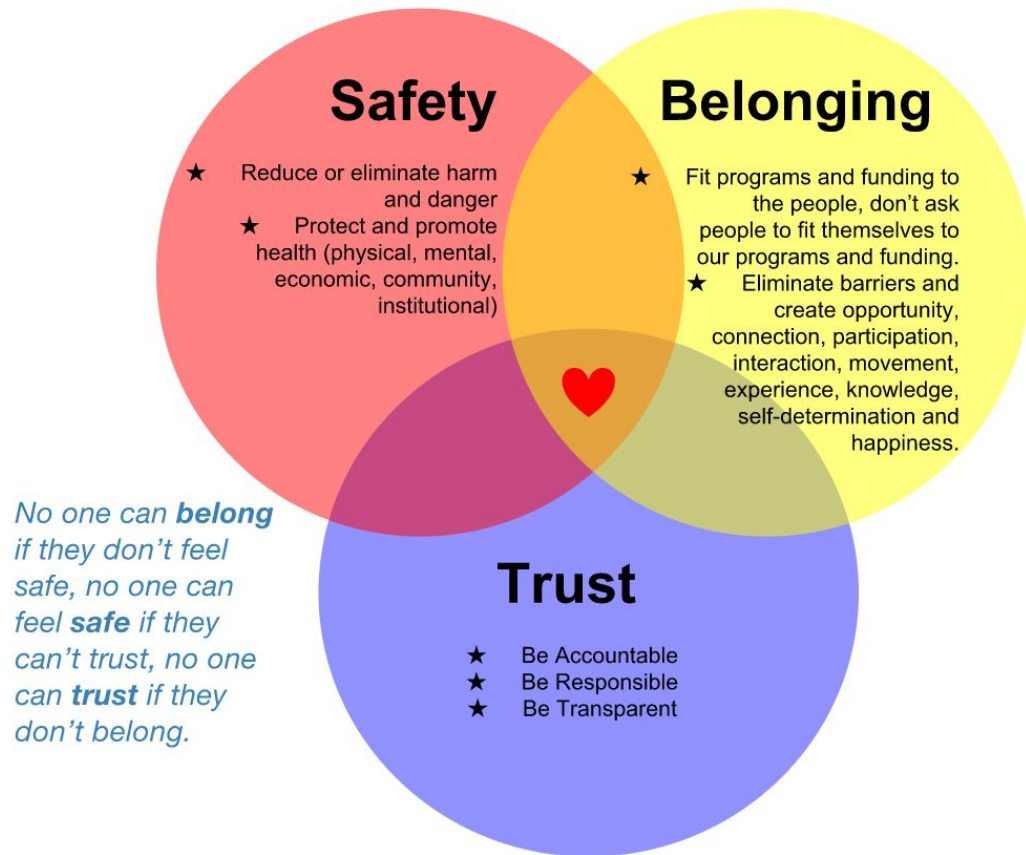 Safety
★ Reduce or eliminate harm
and danger
★ Protect and promote
health (physical, mental,
economic, community,
institutional)
Belonging
★ Fit programs and funding to
the people, don’t ask
people to fit themselves to
our programs and funding.
★ Eliminate barriers and
create opportunity,
connection, participation,
interaction, movement,
experience, knowledge,
self-determination and
happiness.
No one can belong
if they don’t feel
safe, no one can
feel safe if they
can’t trust, no one
can trust if they
don’t belong.
Trust
★ Be Accountable
★ Be Responsible
★ Be Transparent